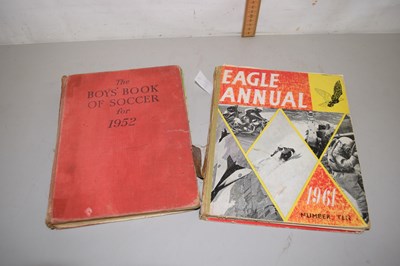 The
BOYS' BOOK
OF SOCCER
for
1952
EAGLE
ANNUAL
1961
NUMBER TEN